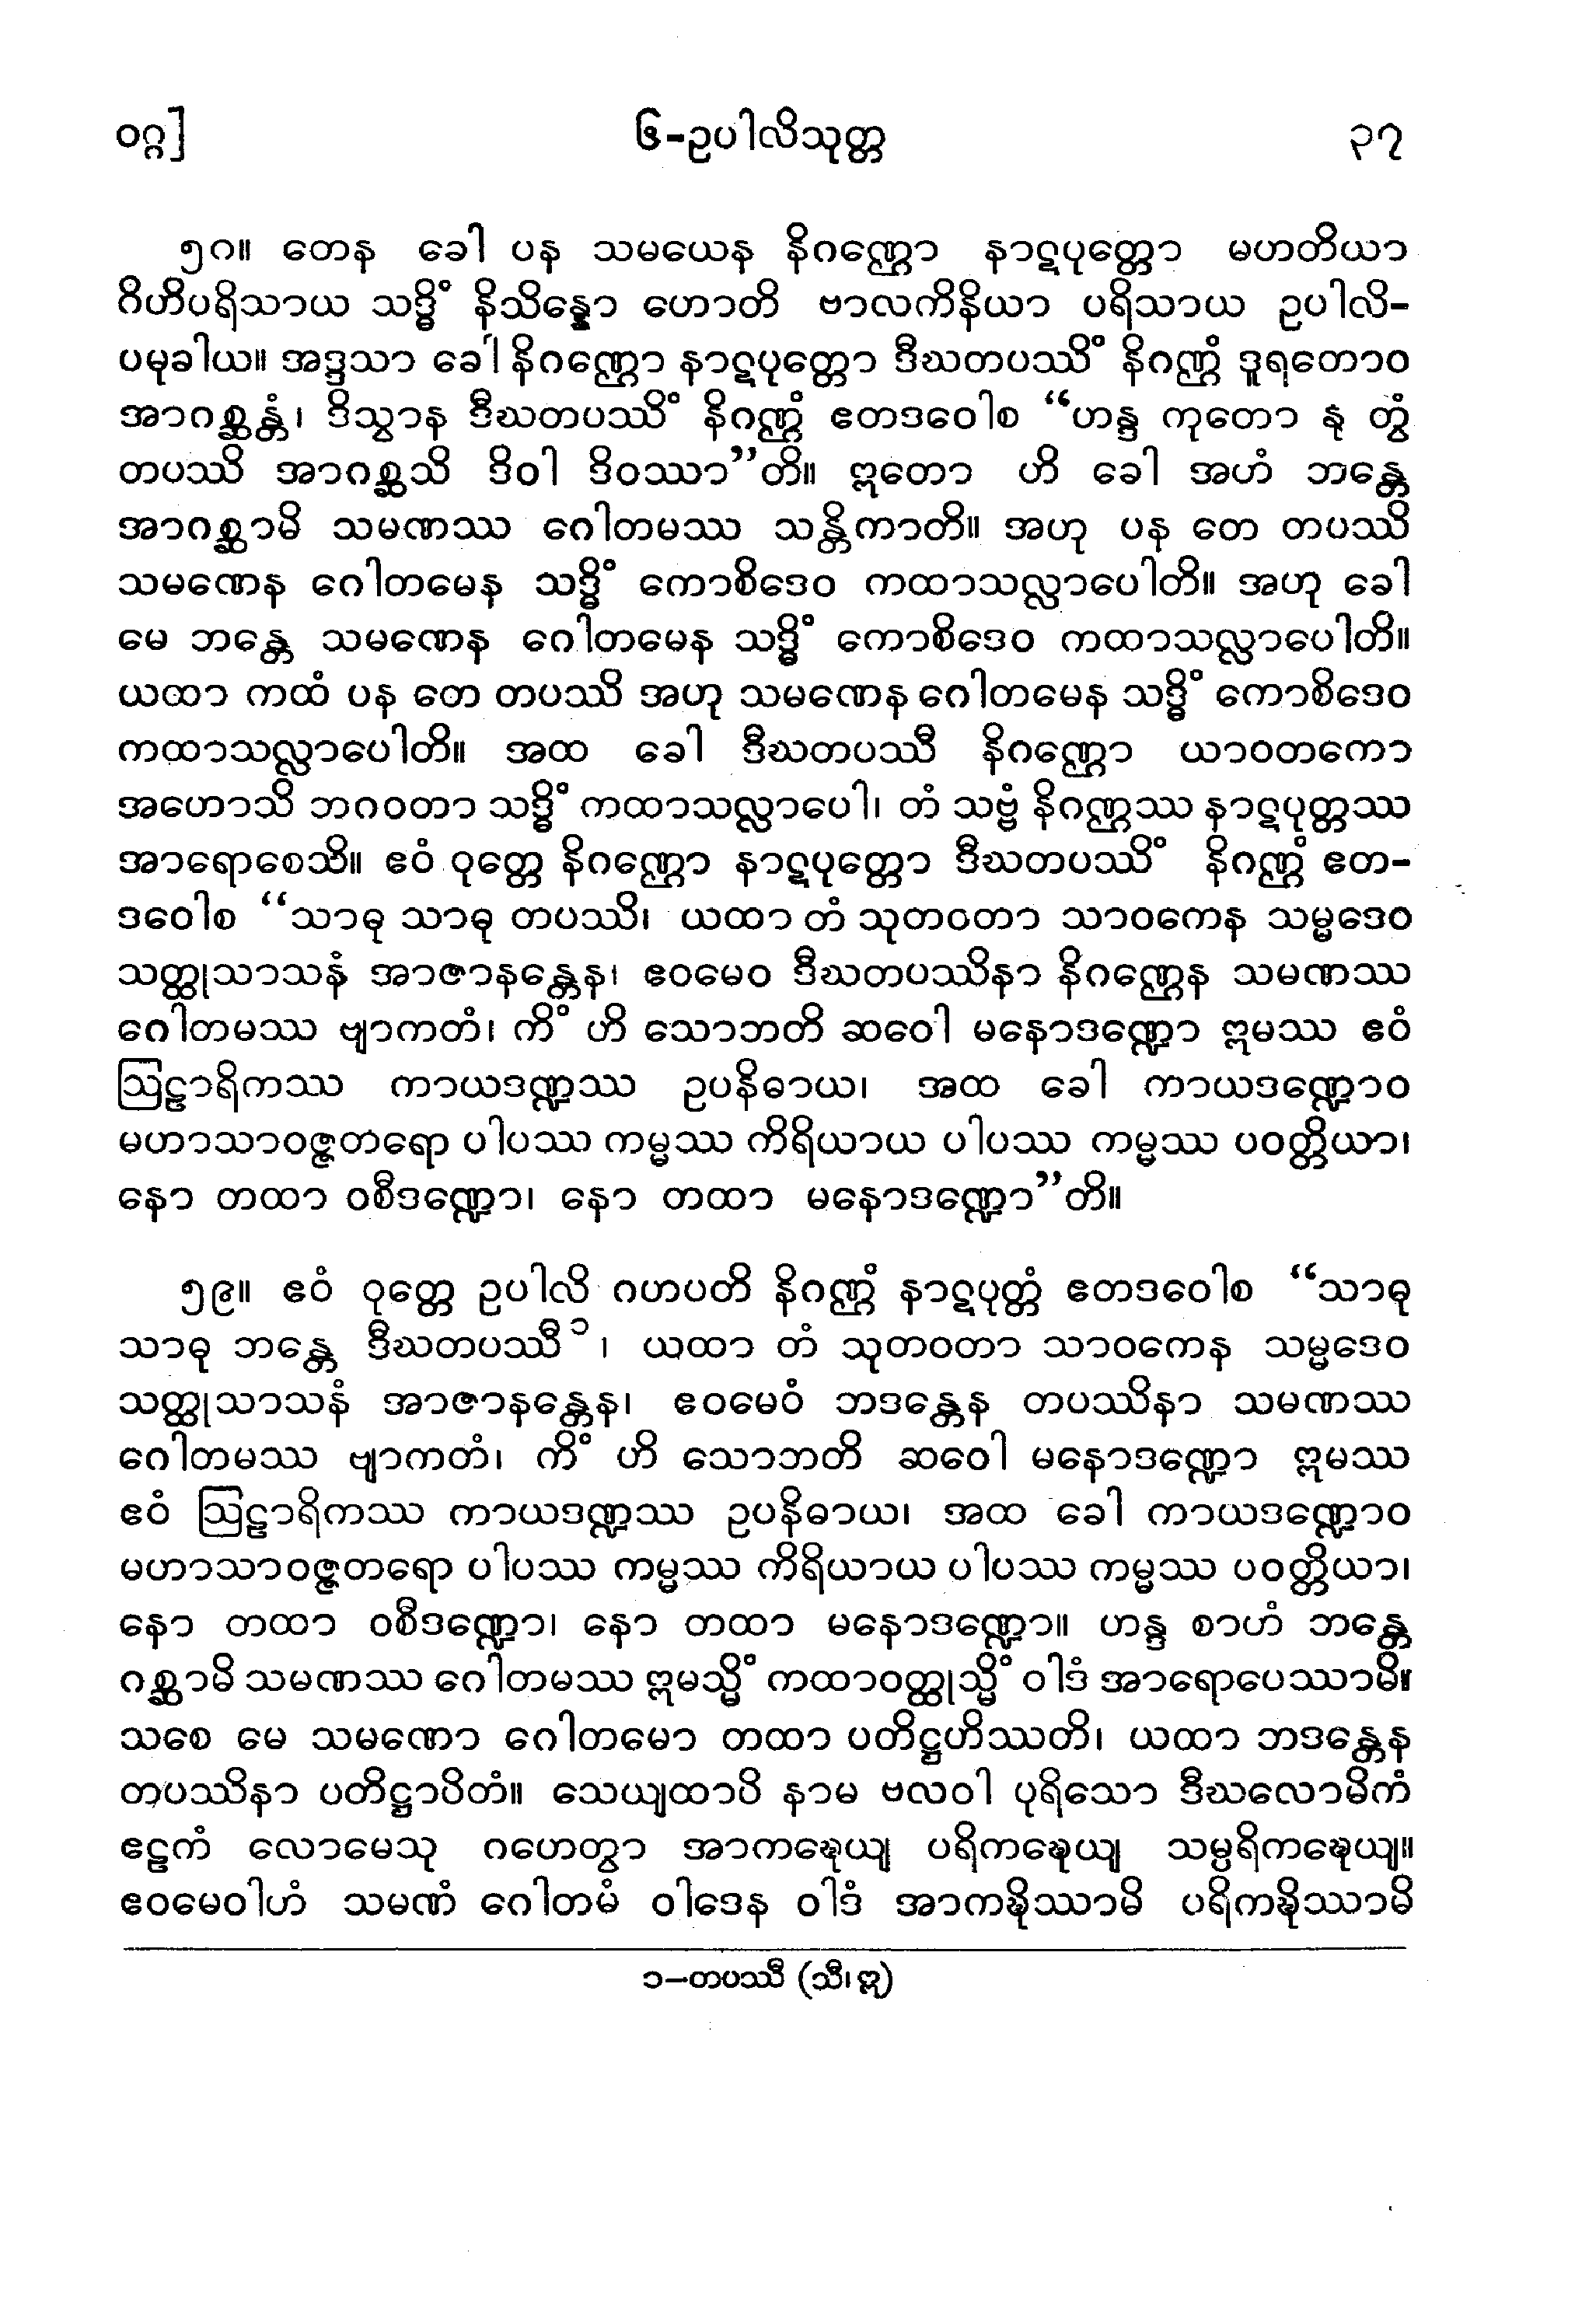 ဝဂ္ဂ]
၆-ဥပါလိသုတ္တ
၃၇
၅၈။ တေန ခေါ ပန သမယေန နိဂဏ္ဌော နာဋပုတ္တော မဟတိယာ
ဂိဟိပရိသာယ သဒ္ဓိံ နိသိန္နော ဟောတိ ဗာလကိနိယာ ပရိသာယ ဥပါလိ-
ပမုခါယ။ အဒ္ဒသာ ခေါ နိဂဏ္ဌော နာဋပုတ္တော ဒီဃတပဿိံ နိဂဏ္ဌံ ဒူရတောဝ
အာဂစ္ဆန္တံ၊ ဒိသွာန ဒီဃတပဿိံ နိဂဏ္ဌံ ဧတဒဝေါစ “ဟန္ဒ ကုတော နု တွံ
တပဿိ အာဂစ္ဆသိ ဒိဝါ ဒိဝဿာ”တိ။ ဣတော ဟိ ခေါ အဟံ ဘန္တေ
အာဂစ္ဆာမိ သမဏဿ ဂေါတမဿ သန္တိကာတိ။ အဟု ပန တေ တပဿိ
သမဏေန ဂေါတမေန သဒ္ဓိံ ကောစိဒေဝ ကထာသလ္လာပေါတိ။ အဟု ခေါ
မေ ဘန္တေ သမဏေန ဂေါတမေန သဒ္ဓိံ ကောစိဒေဝ ကထာသလ္လာပေါတိ။
ယထာ ကထံ ပန တေ တပဿိ အဟု သမဏေန ဂေါတမေန သဒ္ဓိံ ကောစိဒေဝ
ကထာသလ္လာပေါတိ။ အထ ခေါ ဒီဃတပဿီ နိဂဏ္ဌော ယာဝတကော
အဟောသိ ဘဂဝတာ သဒ္ဓိံ ကထာသလ္လာပေါ၊ တံ သဗ္ဗံ နိဂဏ္ဌဿ နာဋပုတ္တဿ
အာရောစေသိ။ ဧဝံ ဝုတ္တေ နိဂဏ္ဌော နာဋပုတ္တော ဒီဃတပဿိံ နိဂဏ္ဌံ ဧတ-
ဒဝေါစ “သာဓု သာဓု တပဿိ၊ ယထာ တံ သုတဝတာ သာဝကေန သမ္မဒေဝ
သတ္ထုသာသနံ အာဇာနန္တေန၊ ဧဝမေဝ ဒီဃတပဿိနာ နိဂဏ္ဌေန သမဏဿ
ဂေါတမဿ ဗျာကတံ၊ ကိံ ဟိ သောဘတိ ဆဝေါ မနောဒဏ္ဍော ဣမဿ ဧဝံ
ဩဠာရိကဿ ကာယဒဏ္ဍဿ ဥပနိဓာယ၊ အထ ခေါ ကာယဒဏ္ဍောဝ
မဟာသာဝဇ္ဇတရော ပါပဿ ကမ္မဿ ကိရိယာယ ပါပဿ ကမ္မဿ ပဝတ္တိယာ၊
နော တထာ ဝစီဒဏ္ဍော၊ နော တထာ မနောဒဏ္ဍော”တိ။
၅၉။ ဧဝံ ဝုတ္တေ ဥပါလိ ဂဟပတိ နိဂဏ္ဌံ နာဋပုတ္တံ ဧတဒဝေါစ “သာဓု
သာဓု ဘန္တေ ဒီဃတပဿီ ၁ ၊ ယထာ တံ သုတဝတာ သာဝကေန သမ္မဒေဝ
သတ္ထုသာသနံ အာဇာနန္တေန၊ ဧဝမေဝံ ဘဒန္တေန တပဿိနာ သမဏဿ
ဂေါတမဿ ဗျာကတံ၊ ကိံ ဟိ သောဘတိ ဆဝေါ မနောဒဏ္ဍော ဣမဿ
ဧဝံ ဩဠာရိကဿ ကာယဒဏ္ဍဿ ဥပနိဓာယ၊ အထ ခေါ ကာယဒဏ္ဍောဝ
မဟာသာဝဇ္ဇတရော ပါပဿ ကမ္မဿ ကိရိယာယ ပါပဿ ကမ္မဿ ပဝတ္တိယာ၊
နော တထာ ဝစီဒဏ္ဍော၊ နော တထာ မနောဒဏ္ဍော။ ဟန္ဒ စာဟံ ဘန္တေ
ဂစ္ဆာမိ သမဏဿ ဂေါတမဿ ဣမသ္မိံ ကထာဝတ္ထုသ္မိံ ဝါဒံ အာရောပေဿာမိ။
သစေ မေ သမဏော ဂေါတမော တထာ ပတိဋ္ဌဟိဿတိ၊ ယထာ ဘဒန္တေန
တပဿိနာ ပတိဋ္ဌာပိတံ။ သေယျထာပိ နာမ ဗလဝါ ပုရိသော ဒီဃလောမိကံ
ဧဠကံ လောမေသု ဂဟေတွာ အာကဍ္ဎေယျ ပရိကဍ္ဎေယျ သမ္ပရိကဍ္ဎေယျ။
ဧဝမေဝါဟံ သမဏံ ဂေါတမံ ဝါဒေန ဝါဒံ အာကဍ္ဎိဿာမိ ပရိကဍ္ဎိဿာမိ
၁-တပဿီ (သီ၊ ဣ)